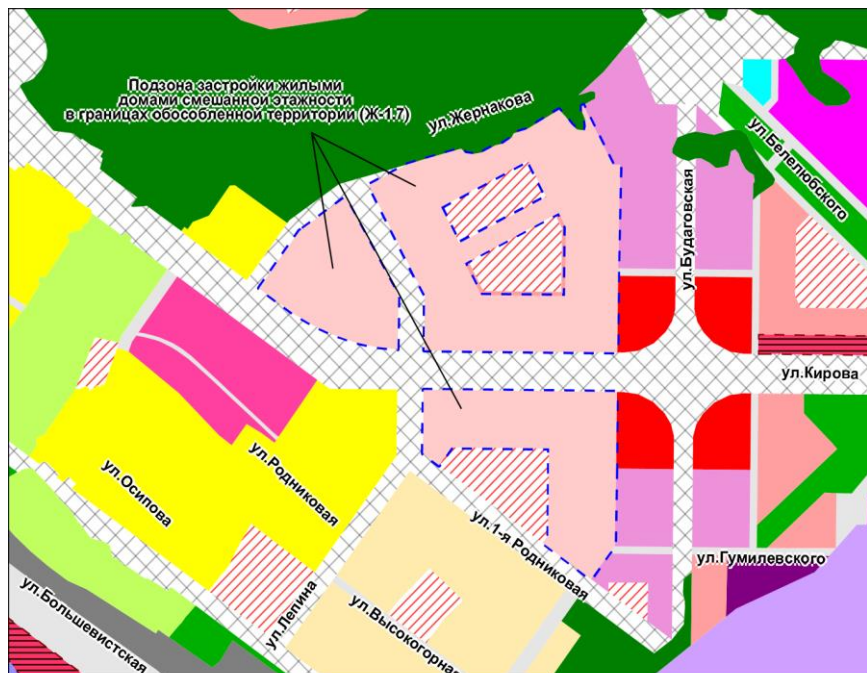 Подзона застройки жилыми
домами смешанной этажности
в границах обособленной территории (Ж-1.7)
ул.Жернакова
ул.Белелюбского
ул.Будаговская
ул.Кирова
ул.Родниковая
ул.Осипова
ул.1-я Родниковая
ул.Гумилевского
ул.Лепина
ул.Большевистская
ул.Высокогорная